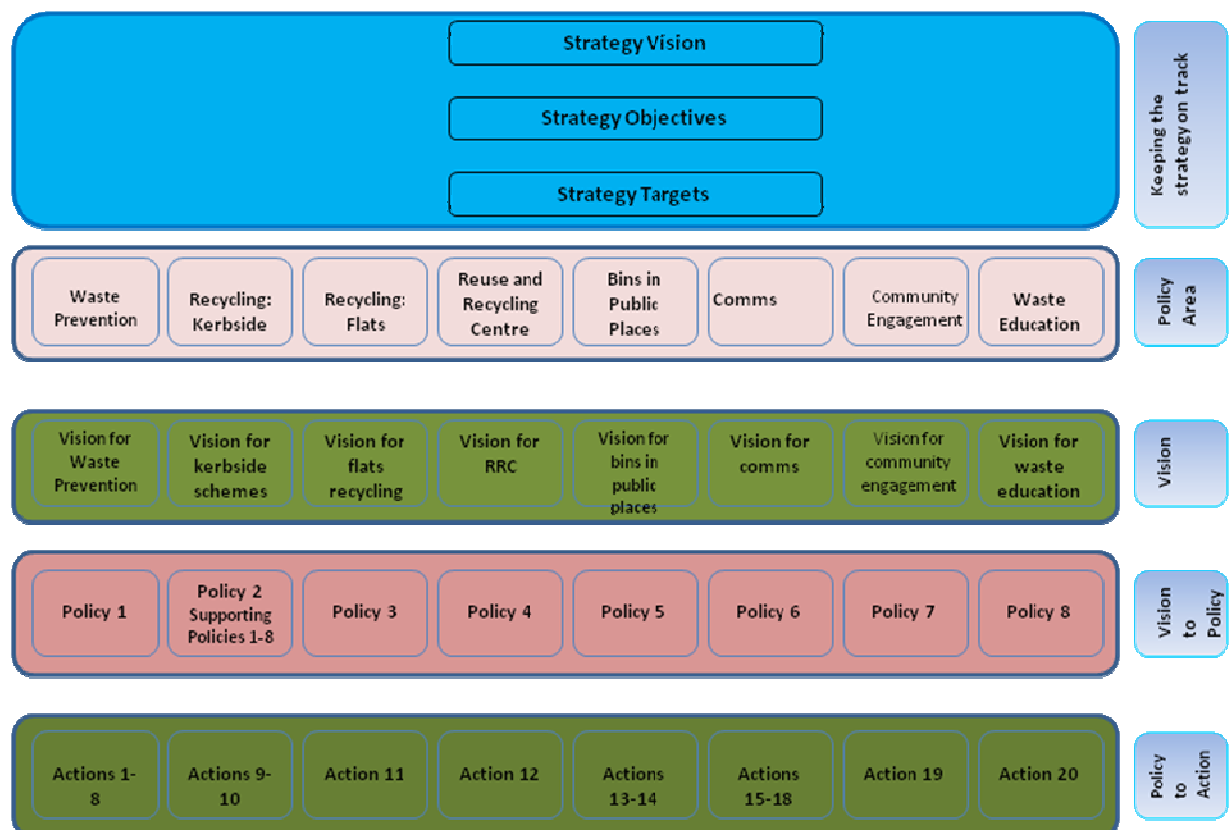 Strategy Vision
Strategy Objectives
Strategy Targets
Keeping the
strategy on track
Waste
Prevention
Recycling:
Kerbside
Recycling:
Flats
Reuse and
Recycling
Centre
Bins in
Public
Places
Comms
Community
Engagement
Waste
Education
Policy
Area
Vision for
Waste
Prevention
Vision for
kerbside
schemes
Vision for
flats
recycling
Vision for
RRC
Vision for
bins in
public
places
Vision for
comms
Vision for
community
engagement
Vision for
waste
education
Vision
Policy 1
Policy 2
Supporting
Policies 1-8
Policy 3
Policy 4
Policy 5
Policy 6
Policy 7
Policy 8
Vision
to
Policy
Actions 1-
8
Actions 9-
10
Action 11
Action 12
Actions
13-14
Actions
15-18
Action 19
Action 20
Policy
to
Action